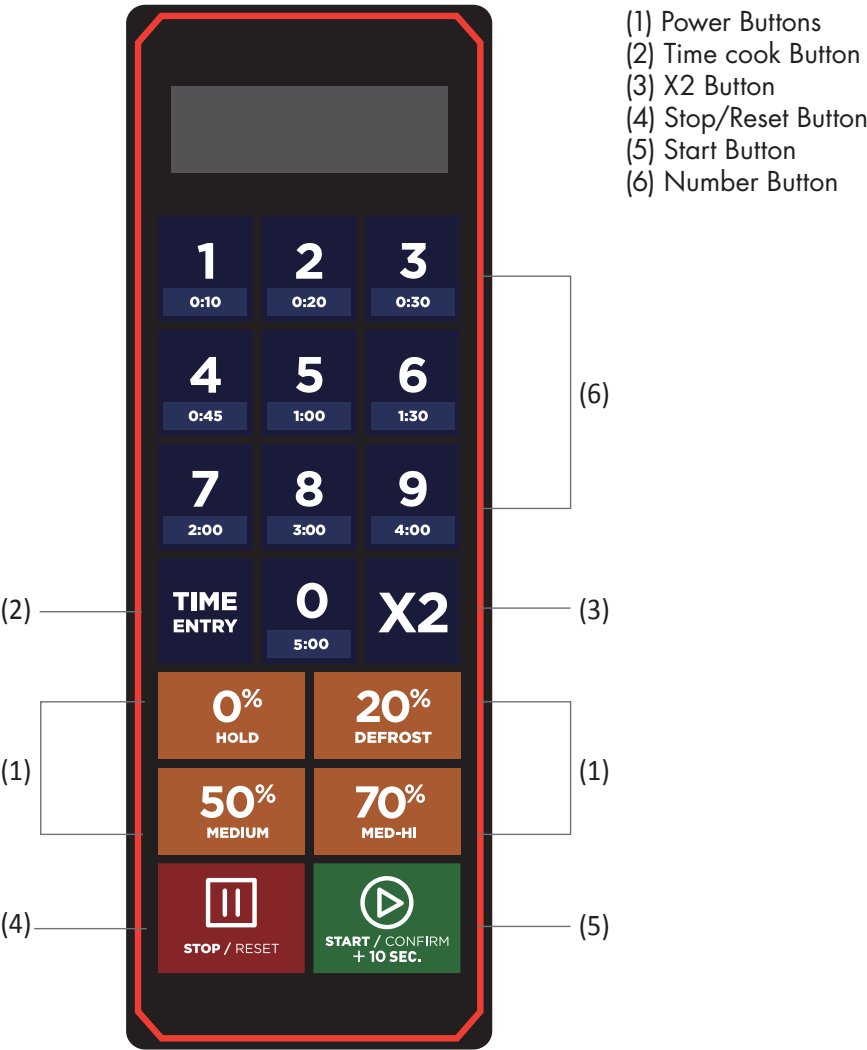 (1) Power Buttons
(2) Time cook Button
(3) X2 Button
(4) Stop/Reset Button
(5) Start Button
(6) Number Button
1 2 3
0:10 0:20 0:30
4 5 6
0:45 1:00 1:30
(6)
7 8 9
2:00 3:00 4:00
(2)
TIME
ENTRY
0
5:00
X2
(3)
0%
HOLD
20%
DEFROST
(1)
(1)
50%
MEDIUM
70%
MED-HI
(4)
STOP / RESET
START / CONFIRM
+ 10 SEC.
(5)